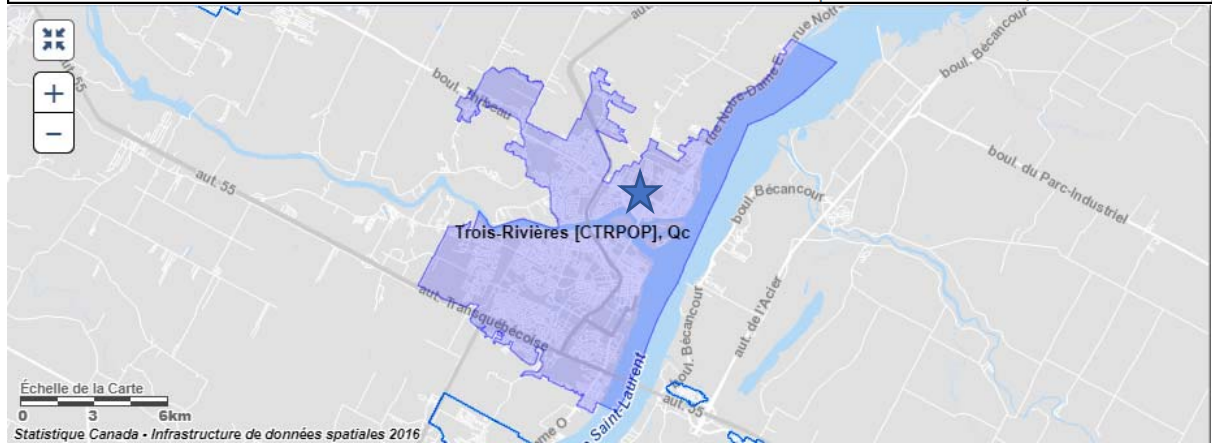 +
−
boul. Thibeau
rue Notre-Dame E
rue Notre
boul. Bécancour
aut. 55
aut. 55
boul. du Parc-Industriel
boul. Bécancour
Trois-Rivières [CTRPOP], Qc
aut. Transquébécoise
boul. Bécancour
aut. de l'Acier
Saint-Laurent
aut. 55
Échelle de la Carte
0 3 6km
Statistique Canada - Infrastructure de données spatiales 2016